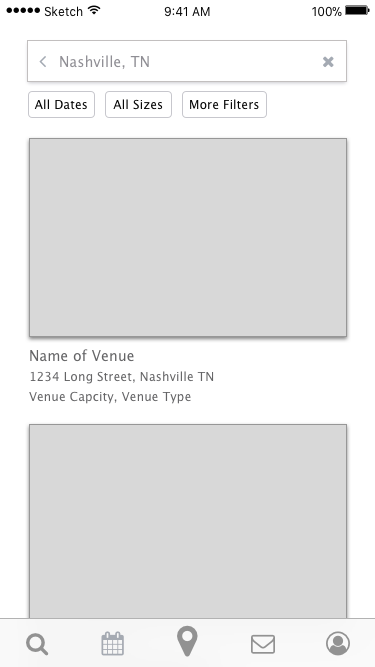 Sketch 9:41 AM 100%
Nashville, TN
All Dates All Sizes More Filters
Name of Venue
1234 Long Street, Nashville TN
Venue Capcity, Venue Type